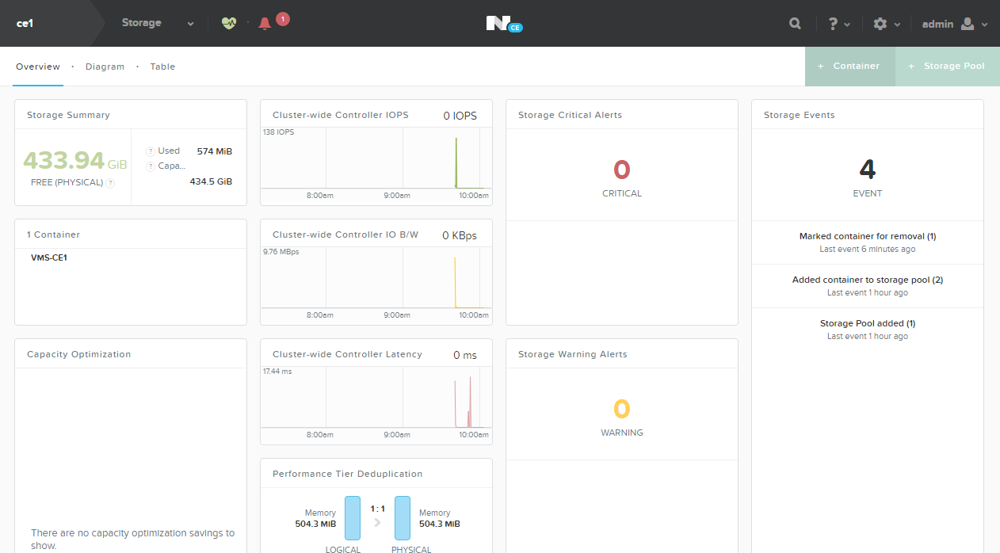 ce1
Storage
1
N CE
?
admin
Overview · Diagram · Table
+ Container
+ Storage Pool
Storage Summary
433.94 GiB
FREE (PHYSICAL) ?
? Used 574 MiB
? Capa...
434.5 GiB
1 Container
VMS-CE1
Capacity Optimization
There are no capacity optimization savings to
show.
Cluster-wide Controller IOPS 0 IOPS
138 IOPS
8:00am 9:00am 10:00am
Cluster-wide Controller IO B/W 0 KBps
9.76 MBps
8:00am 9:00am 10:00am
Cluster-wide Controller Latency 0 ms
17.44 ms
8:00am 9:00am 10:00am
Performance Tier Deduplication
Memory
504.3 MiB
1 : 1
Memory
504.3 MiB
LOGICAL PHYSICAL
Storage Critical Alerts
0
CRITICAL
Storage Warning Alerts
0
WARNING
Storage Events
4
EVENT
Marked container for removal (1)
Last event 6 minutes ago
Added container to storage pool (2)
Last event 1 hour ago
Storage Pool added (1)
Last event 1 hour ago